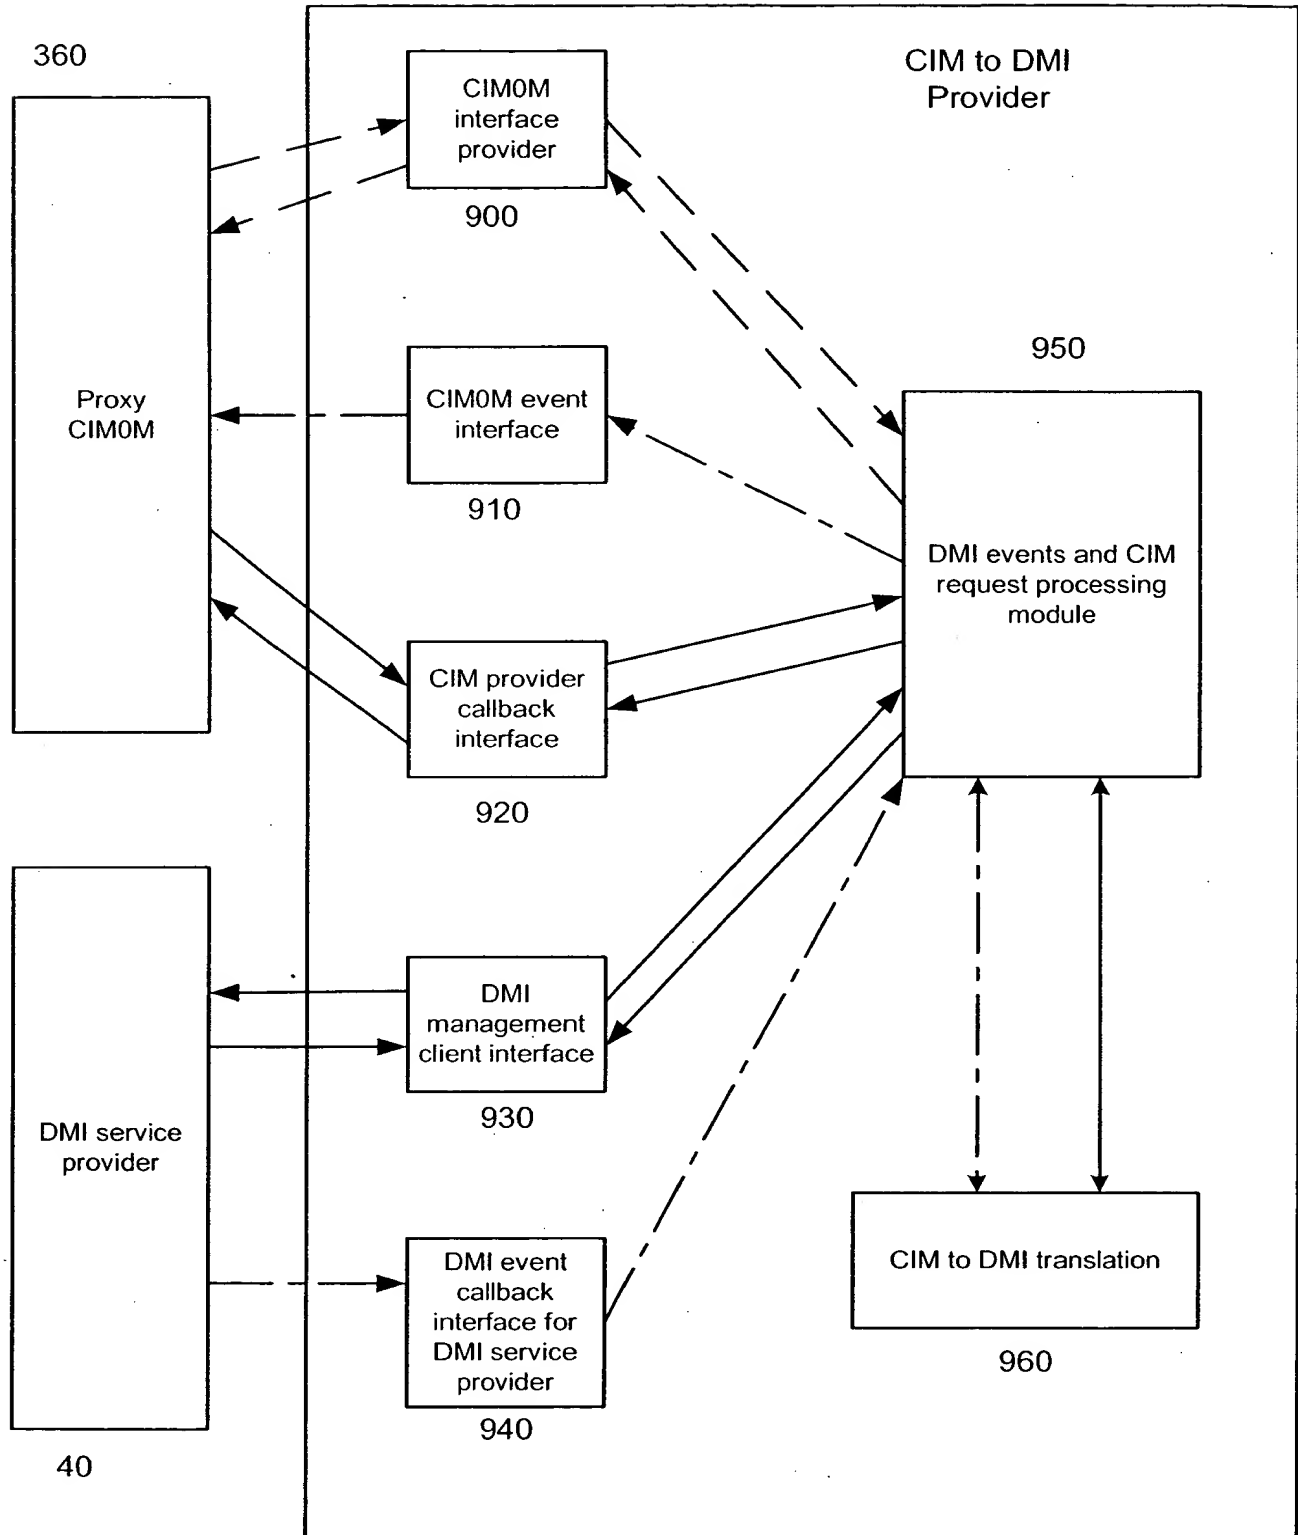 360
CIM to DMI
Provider
CIM0M
interface
provider
900
950
Proxy
CIM0M
CIM0M event
interface
910
DMI events and CIM
request processing
module
CIM provider
callback
interface
920
DMI
management
client interface
930
DMI service
provider
DMI event
callback
interface for
DMI service
provider
940
CIM to DMI translation
960
40